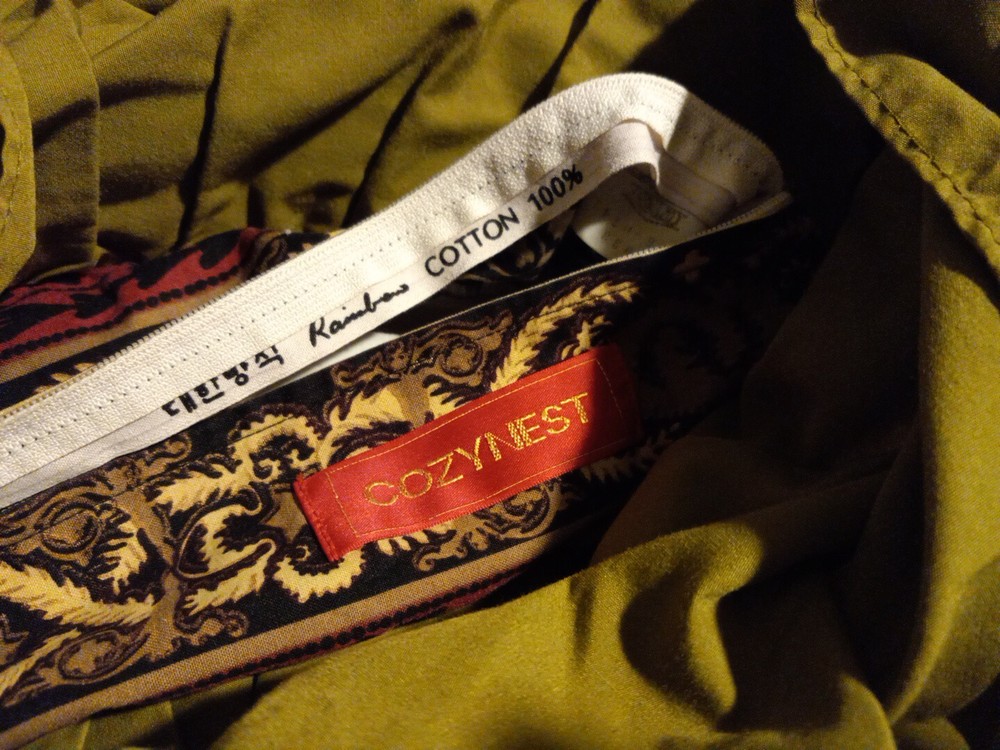 대한방직 Rainbow COTTON 100%
COZYNEST